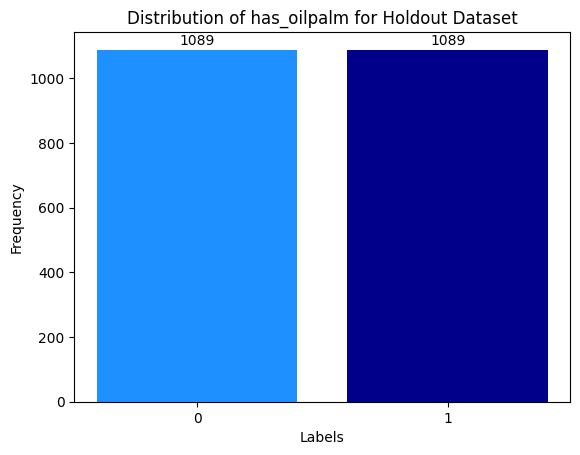 Distribution of has_oilpalm for Holdout Dataset
1089 1089
1000
800
600
400
200
0
Frequency
0 1
Labels